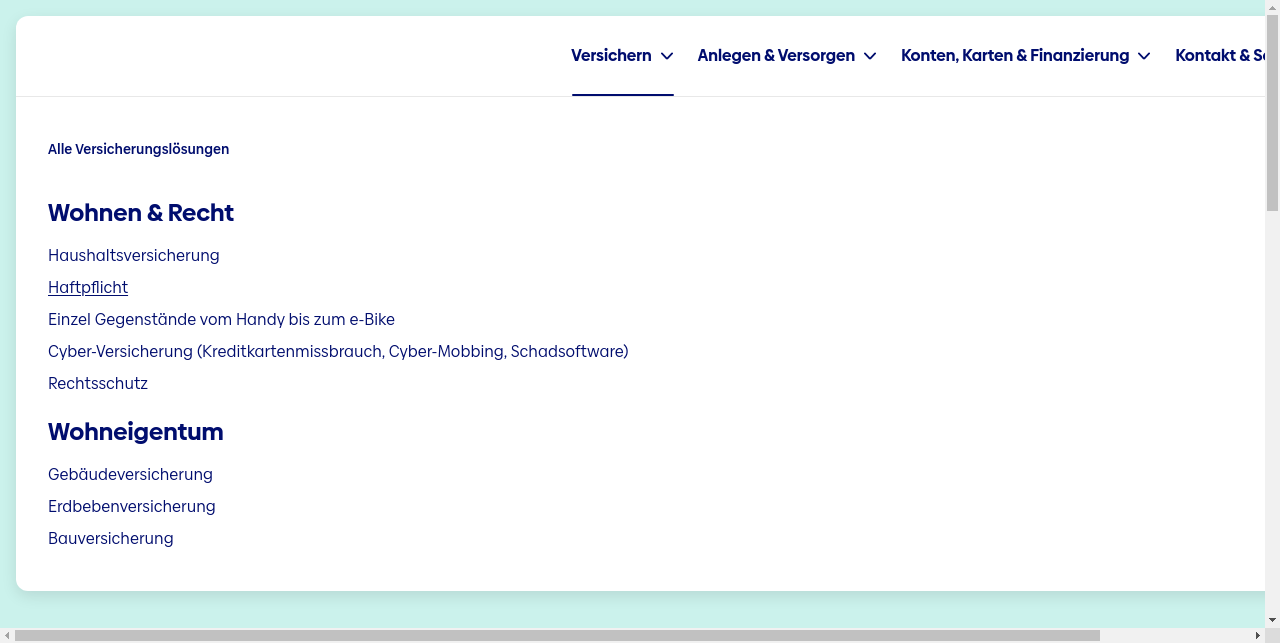 Versichern Anlegen & Versorgen Konten, Karten & Finanzierung Kontakt &
Alle Versicherungslösungen
Wohnen & Recht
Haushaltsversicherung
Haftpflicht
Einzel Gegenstände vom Handy bis zum e-Bike
Cyber-Versicherung (Kreditkartenmissbrauch, Cyber-Mobbing, Schadsoftware)
Rechtsschutz
Wohneigentum
Gebäudeversicherung
Erdbebenversicherung
Bauversicherung